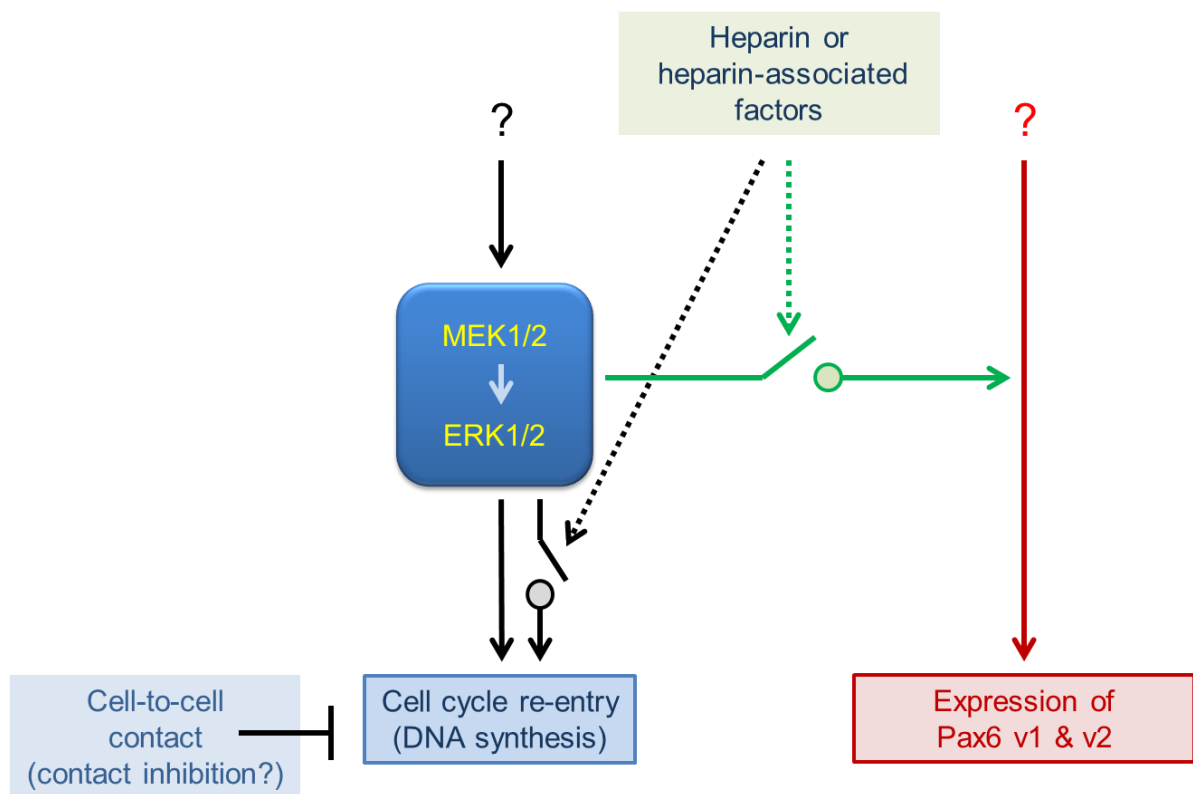 Heparin or
heparin-associated
factors
?
?
MEK1/2
ERK1/2
Cell-to-cell
contact
(contact inhibition?)
Cell cycle re-entry
(DNA synthesis)
Expression of
Pax6 v1 & v2